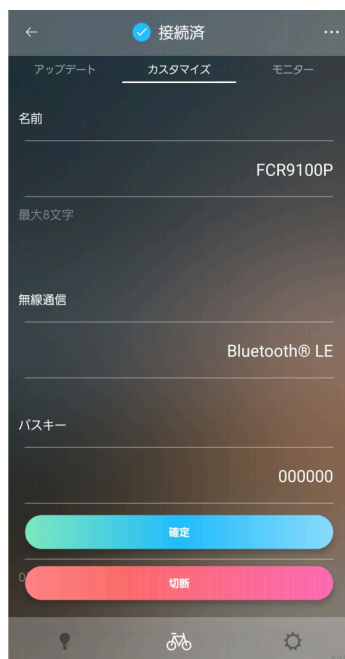 接続済
アップデート カスタマイズ モニター
名前
FCR9100P
最大8文字
無線通信
Bluetooth® LE
パスキー
000000
確定
0
切断